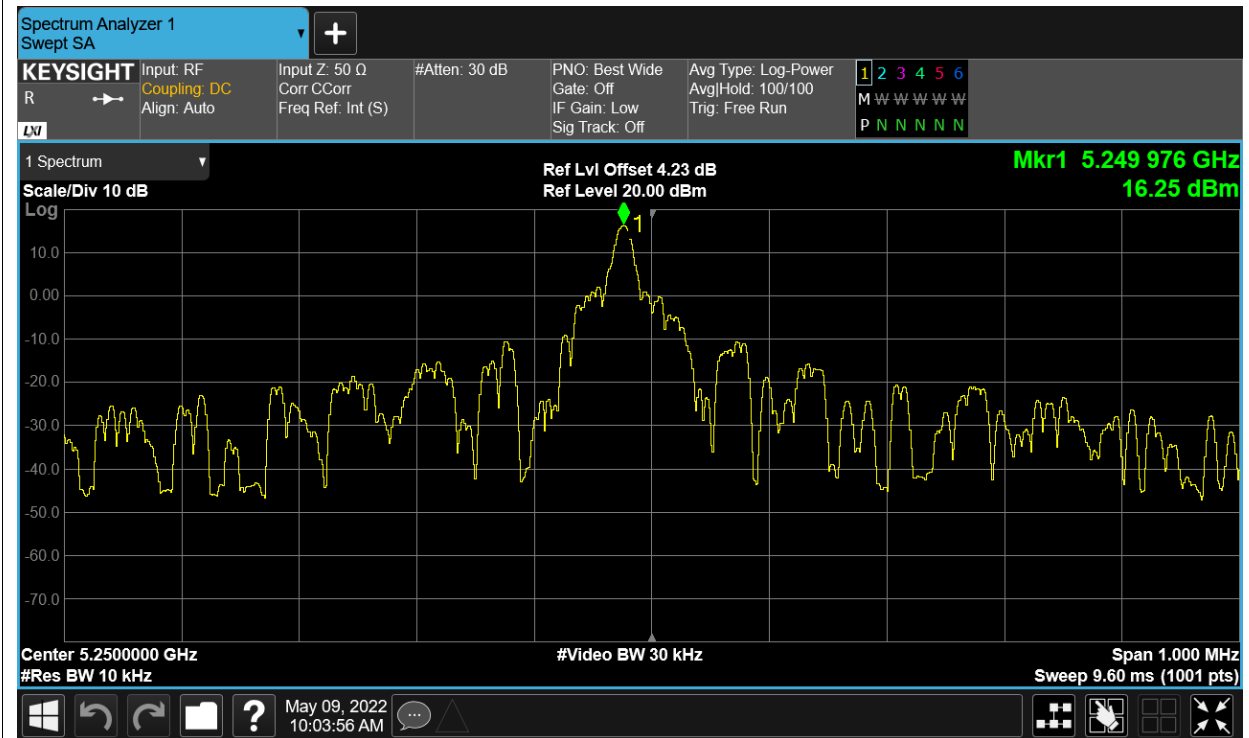 Spectrum Analyzer 1
Swept SA
+
KEYSIGHT
R
LXI
Input: RF
Coupling: DC
Align: Auto
Input Z: 50 Ω
Corr CCorr
Freq Ref: Int (S)
#Atten: 30 dB
PNO: Best Wide
Gate: Off
IF Gain: Low
Sig Track: Off
Avg Type: Log-Power
Avg|Hold: 100/100
Trig: Free Run
1 2 3 4 5 6
M W W W W W
P N N N N N
1 Spectrum
Scale/Div 10 dB
Ref Lvl Offset 4.23 dB
Ref Level 20.00 dBm
Mkr1 5.249 976 GHz
16.25 dBm
Log
1
10.0
0.00
-10.0
-20.0
-30.0
-40.0
-50.0
-60.0
-70.0
Center 5.2500000 GHz
#Res BW 10 kHz
#Video BW 30 kHz
Span 1.000 MHz
Sweep 9.60 ms (1001 pts)
?
May 09, 2022
10:03:56 AM